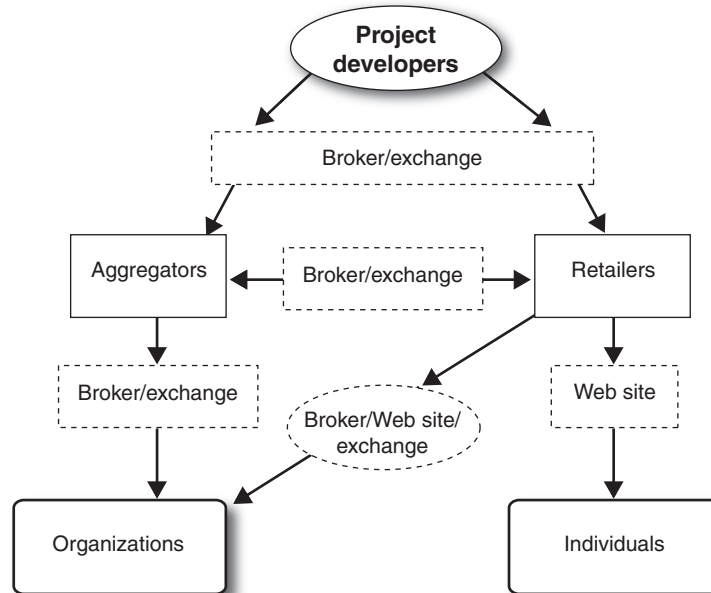 Project
developers
Broker/exchange
Aggregators
Broker/exchange
Retailers
Broker/exchange
Broker/Web site/
exchange
Web site
Organizations
Individuals